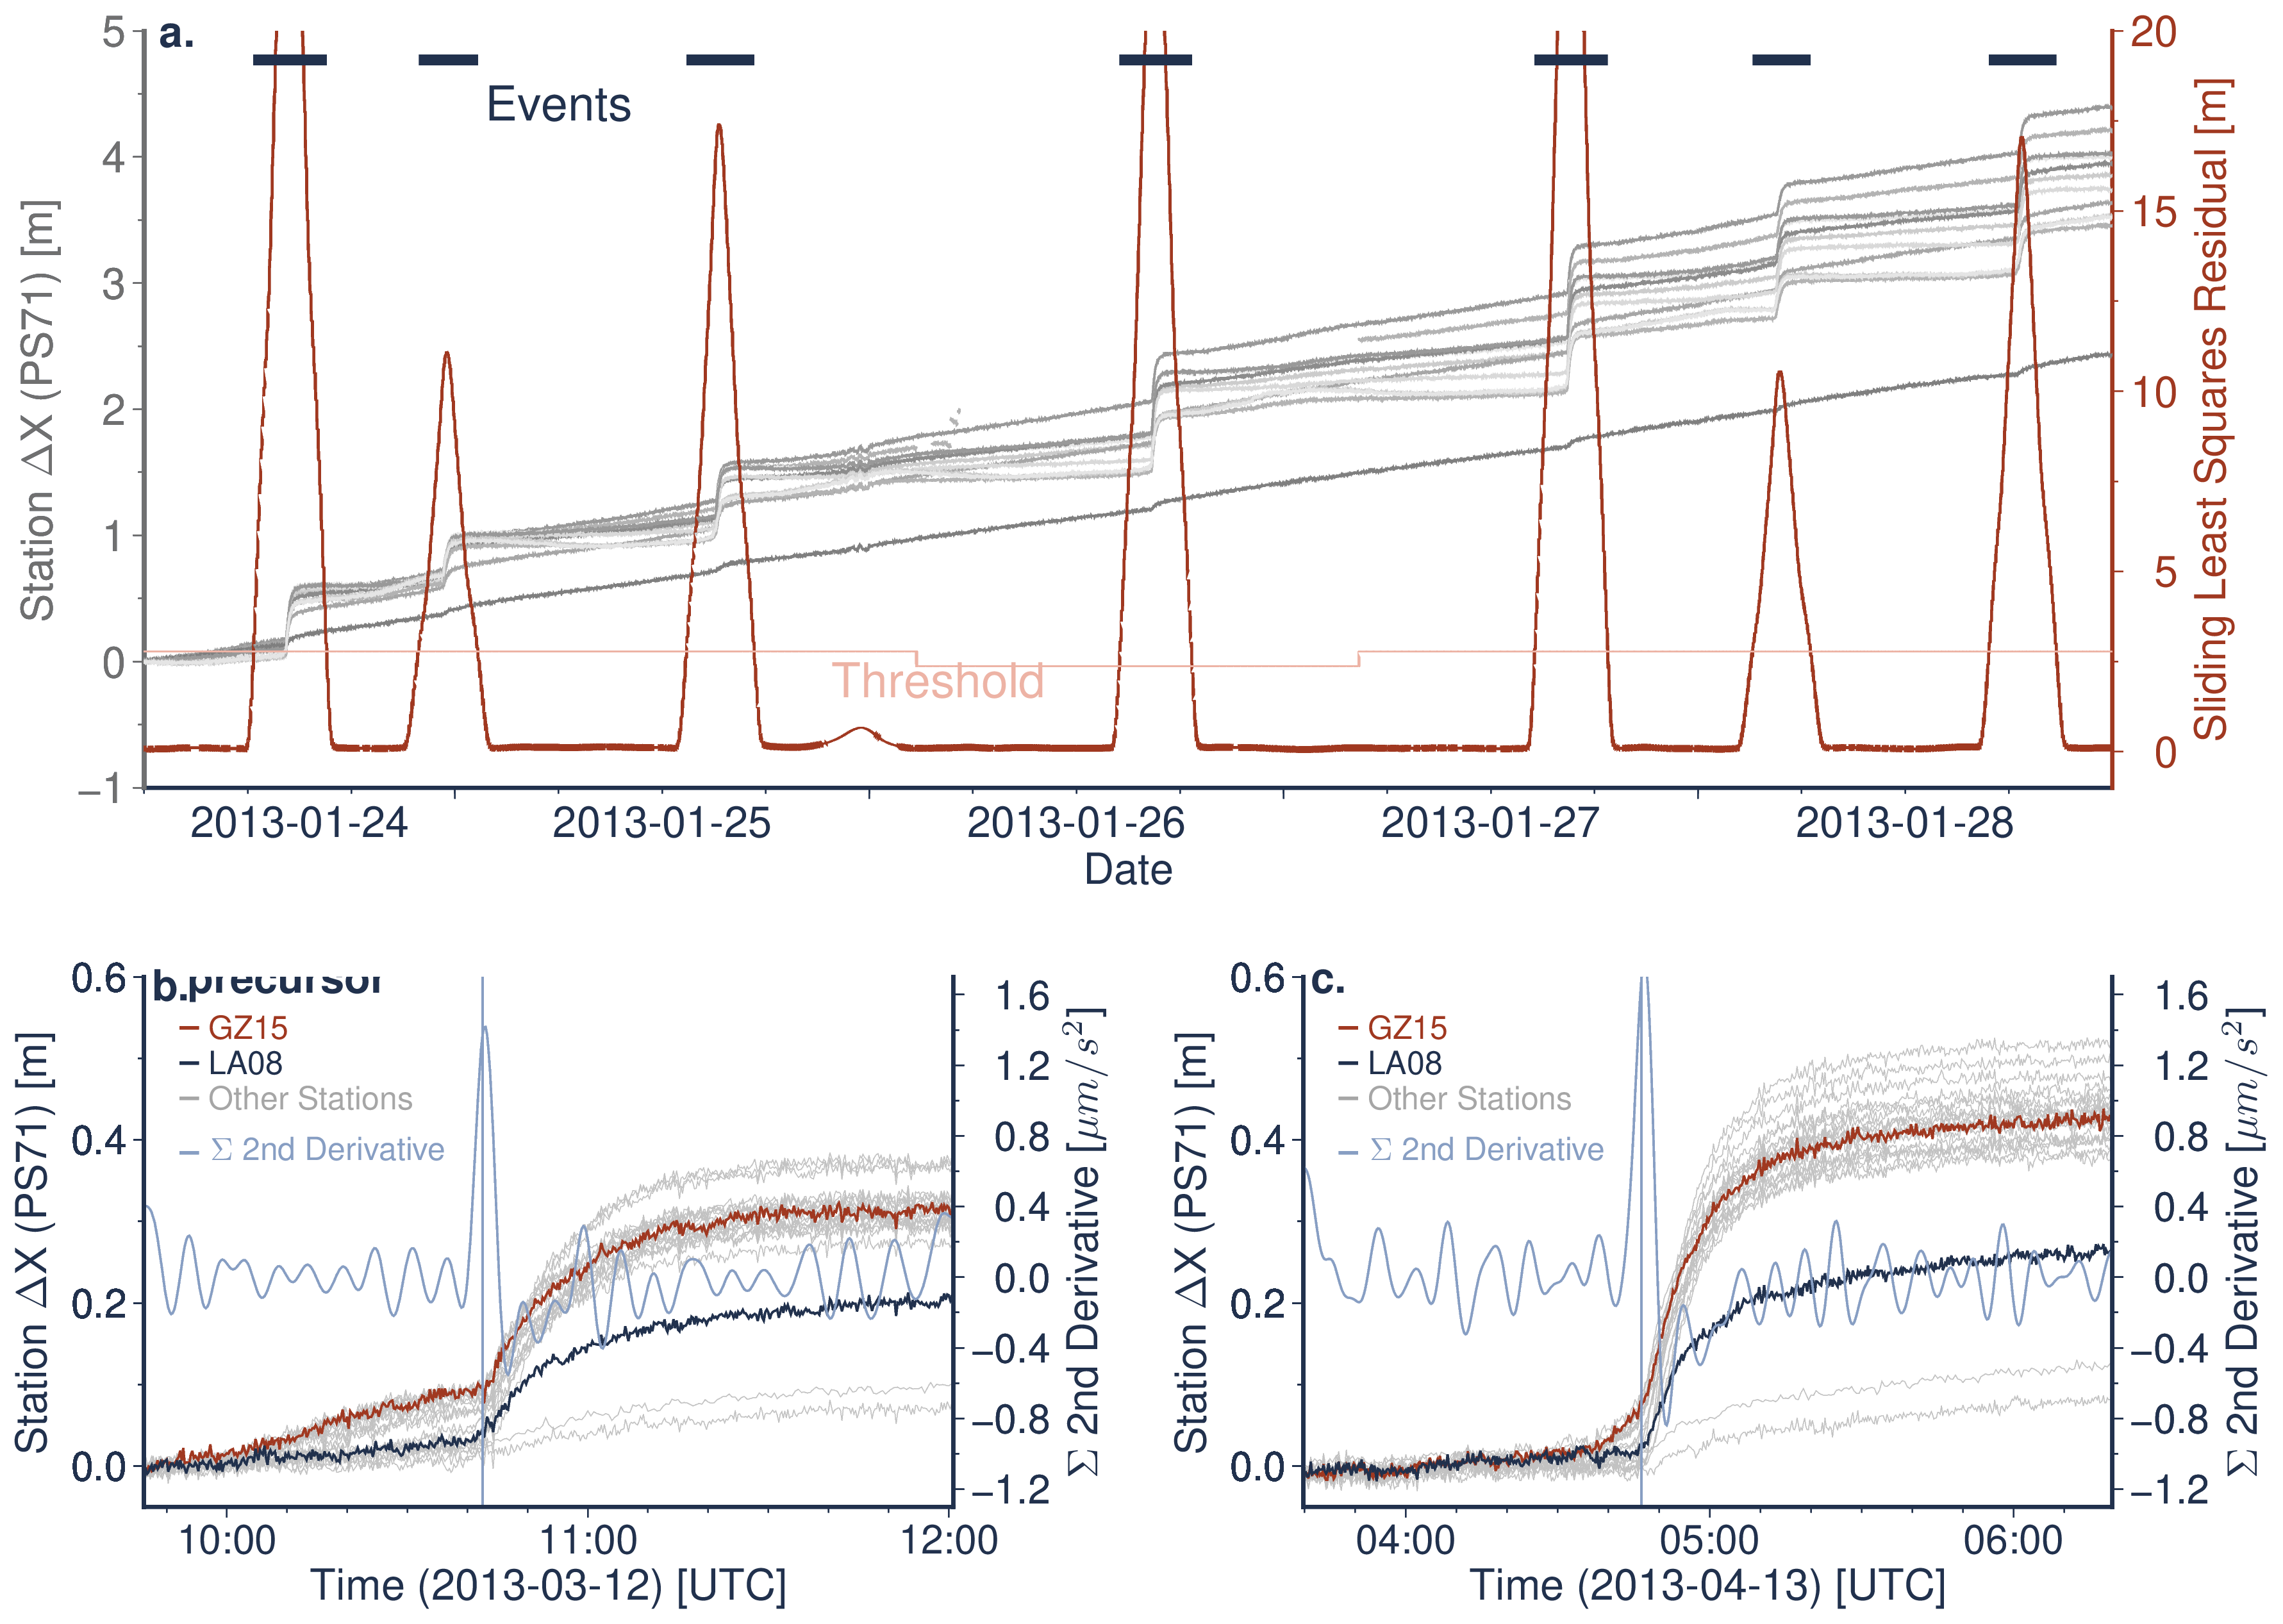 a.
5
4
3
2
1
0
−1
Station ΔX (PS71) [m]
Events
Threshold
20
15
10
5
0
Sliding Least Squares Residual [m]
2013-01-24 2013-01-25 2013-01-26 2013-01-27 2013-01-28
Date
b.precursor
0.6
0.4
0.2
0.0
Station ΔX (PS71) [m]
GZ15
LA08
Other Stations
Σ 2nd Derivative
1.6
1.2
0.8
0.4
0.0
−0.4
−0.8
−1.2
Σ 2nd Derivative [μm/s²]
10:00 11:00 12:00
Time (2013-03-12) [UTC]
c.
0.6
0.4
0.2
0.0
Station ΔX (PS71) [m]
GZ15
LA08
Other Stations
Σ 2nd Derivative
1.6
1.2
0.8
0.4
0.0
−0.4
−0.8
−1.2
Σ 2nd Derivative [μm/s²]
04:00 05:00 06:00
Time (2013-04-13) [UTC]